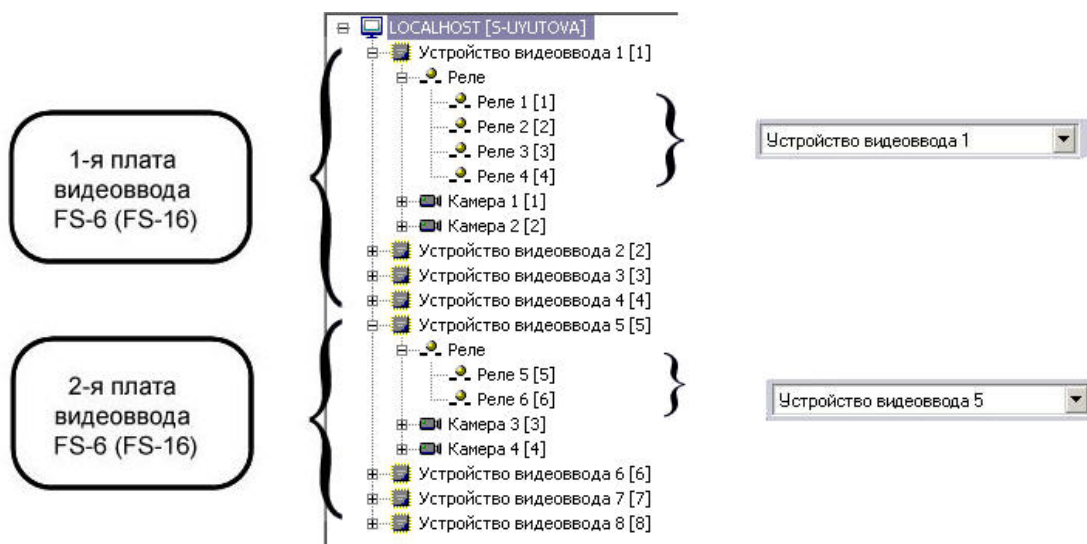 LOCALHOST [S-UYUTOVA]
Устройство видеоввода 1 [1]
Реле
Реле 1 [1]
Реле 2 [2]
Реле 3 [3]
Реле 4 [4]
Камера 1 [1]
Камера 2 [2]
Устройство видеоввода 2 [2]
Устройство видеоввода 3 [3]
Устройство видеоввода 4 [4]
Устройство видеоввода 5 [5]
Реле
Реле 5 [5]
Реле 6 [6]
Камера 3 [3]
Камера 4 [4]
Устройство видеоввода 6 [6]
Устройство видеоввода 7 [7]
Устройство видеоввода 8 [8]
1-я плата
видеоввода
FS-6 (FS-16)
2-я плата
видеоввода
FS-6 (FS-16)
Устройство видеоввода 1
Устройство видеоввода 5